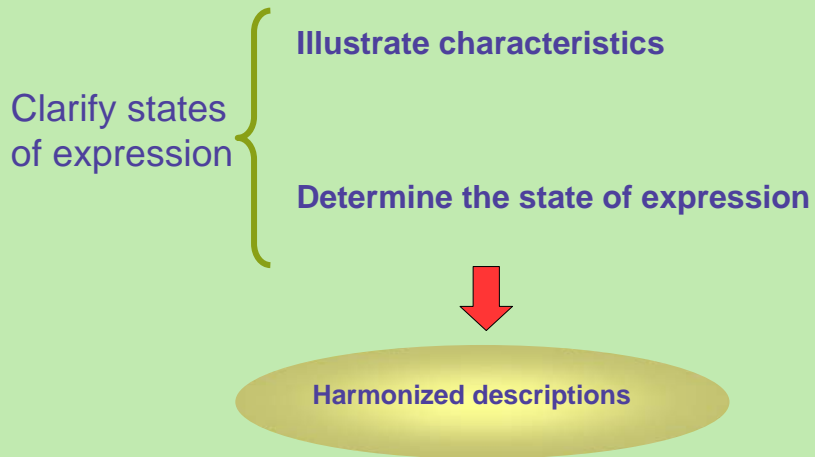 Illustrate characteristics
Clarify states
of expression
Determine the state of expression
Harmonized descriptions